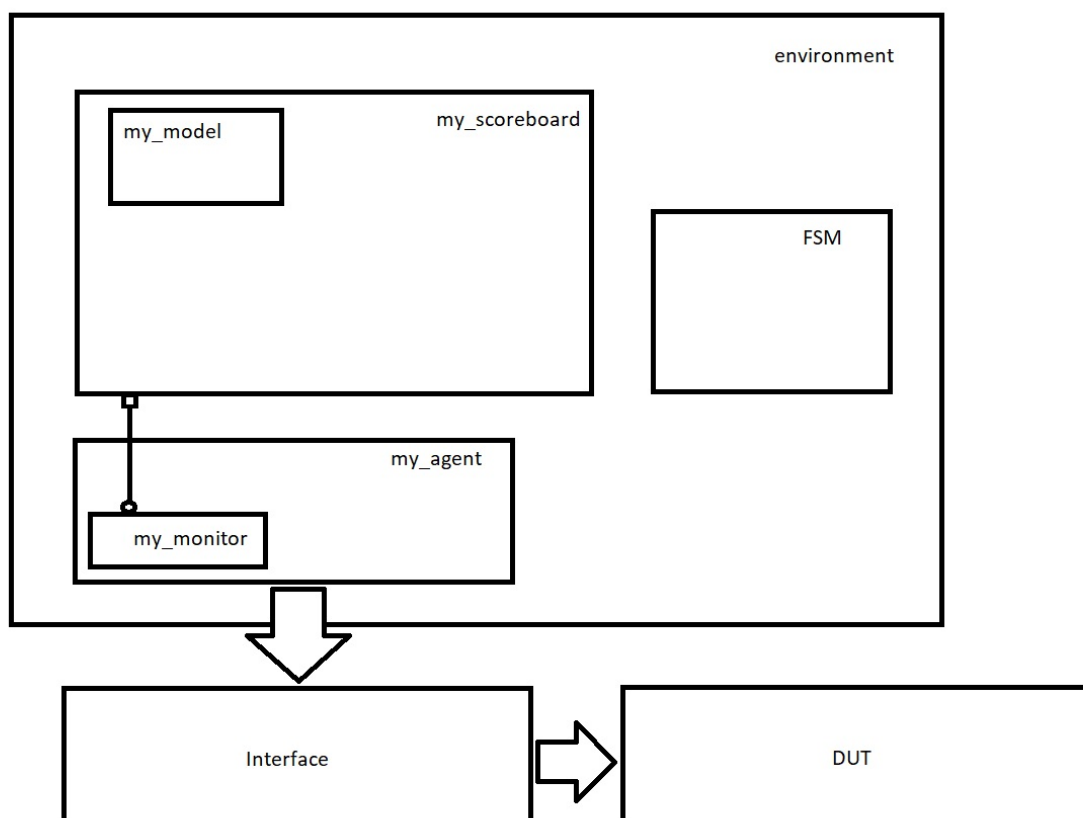 environment
my_scoreboard
my_model
FSM
my_agent
my_monitor
Interface
DUT